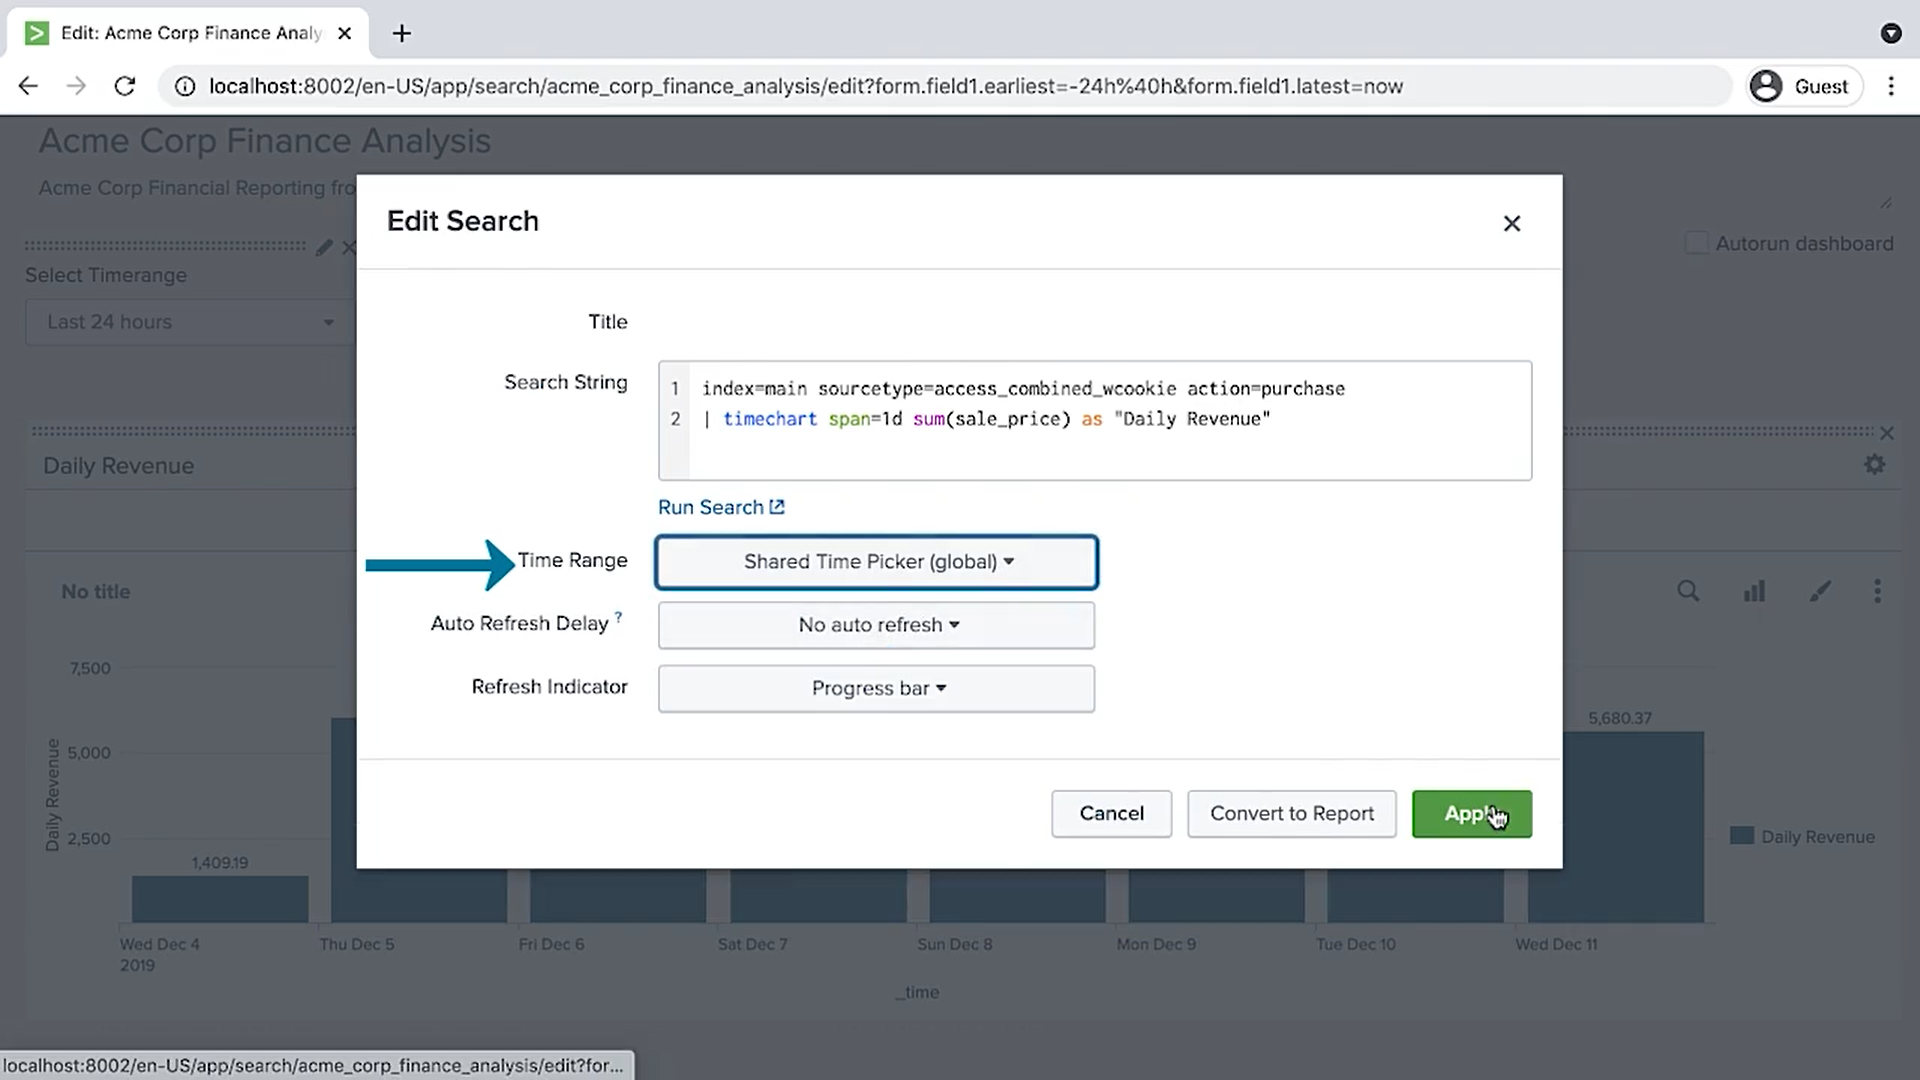 Edit: Acme Corp Finance Analy
localhost:8002/en-US/app/search/acme_corp_finance_analysis/edit?form.field1.earliest=-24h%40h&form.field1.latest=now
Guest
Acme Corp Finance Analysis
Acme Corp Financial Reporting fro
Autorun dashboard
Select Timerange
Last 24 hours
Edit Search
Title
Search String
1 index=main sourcetype=access_combined_wcookie action=purchase
2 | timechart span=1d sum(sale_price) as "Daily Revenue"
Run Search
Time Range
Shared Time Picker (global)
Auto Refresh Delay ?
No auto refresh
Refresh Indicator
Progress bar
Cancel
Convert to Report
Apply
Daily Revenue
No title
7,500
5,000
2,500
Daily Revenue
1,409.19
5,680.37
Daily Revenue
Wed Dec 4
2019
Thu Dec 5
Fri Dec 6
Sat Dec 7
Sun Dec 8
Mon Dec 9
Tue Dec 10
Wed Dec 11
_time
localhost:8002/en-US/app/search/acme_corp_finance_analysis/edit?for...